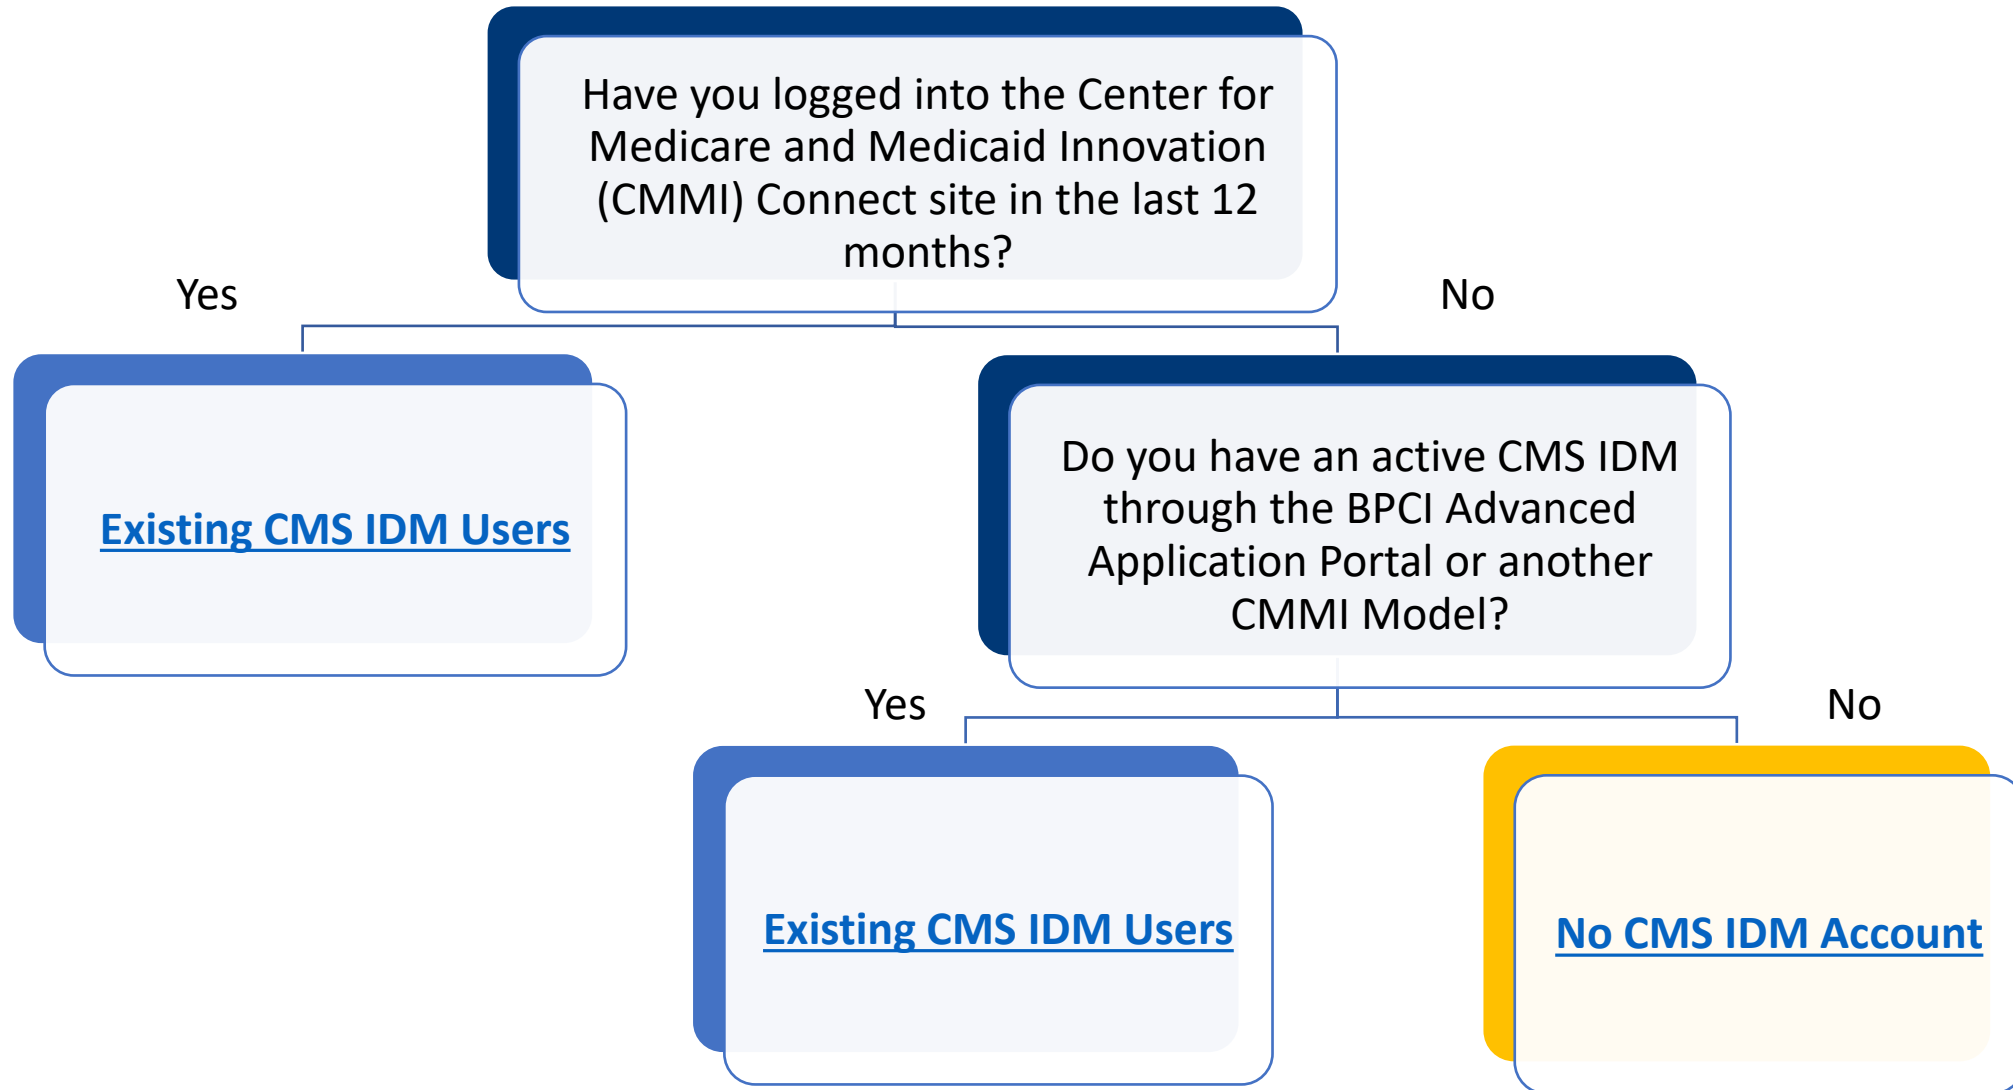 Have you logged into the Center for
Medicare and Medicaid Innovation
(CMMI) Connect site in the last 12
months?
Yes
No
Existing CMS IDM Users
Do you have an active CMS IDM
through the BPCI Advanced
Application Portal or another
CMMI Model?
Yes
No
Existing CMS IDM Users
No CMS IDM Account